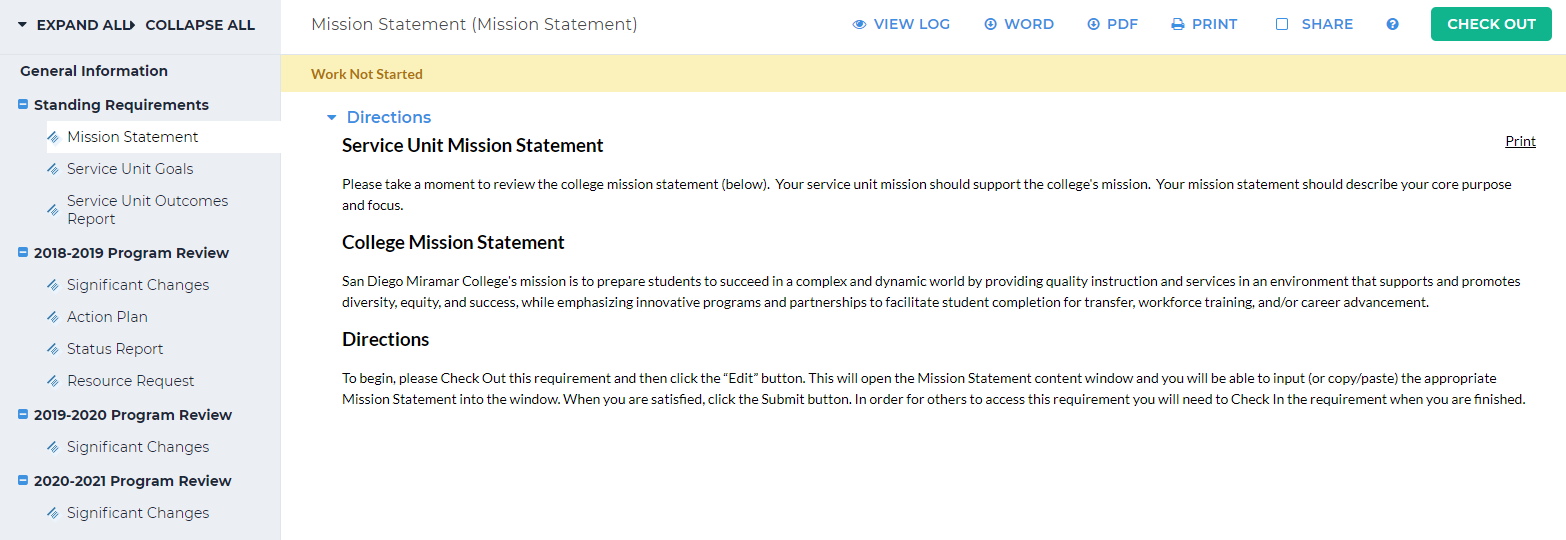 EXPAND ALL COLLAPSE ALL
Mission Statement (Mission Statement)
VIEW LOG
WORD
PDF
PRINT
SHARE
CHECK OUT
General Information
Standing Requirements
Mission Statement
Service Unit Goals
Service Unit Outcomes
Report
2018-2019 Program Review
Significant Changes
Action Plan
Status Report
Resource Request
2019-2020 Program Review
Significant Changes
2020-2021 Program Review
Significant Changes
Work Not Started
Directions
Service Unit Mission Statement
Print
Please take a moment to review the college mission statement (below).  Your service unit mission should support the college's mission.  Your mission statement should describe your core purpose
and focus.
College Mission Statement
San Diego Miramar College's mission is to prepare students to succeed in a complex and dynamic world by providing quality instruction and services in an environment that supports and promotes
diversity, equity, and success, while emphasizing innovative programs and partnerships to facilitate student completion for transfer, workforce training, and/or career advancement.
Directions
To begin, please Check Out this requirement and then click the “Edit” button. This will open the Mission Statement content window and you will be able to input (or copy/paste) the appropriate
Mission Statement into the window. When you are satisfied, click the Submit button. In order for others to access this requirement you will need to Check In the requirement when you are finished.